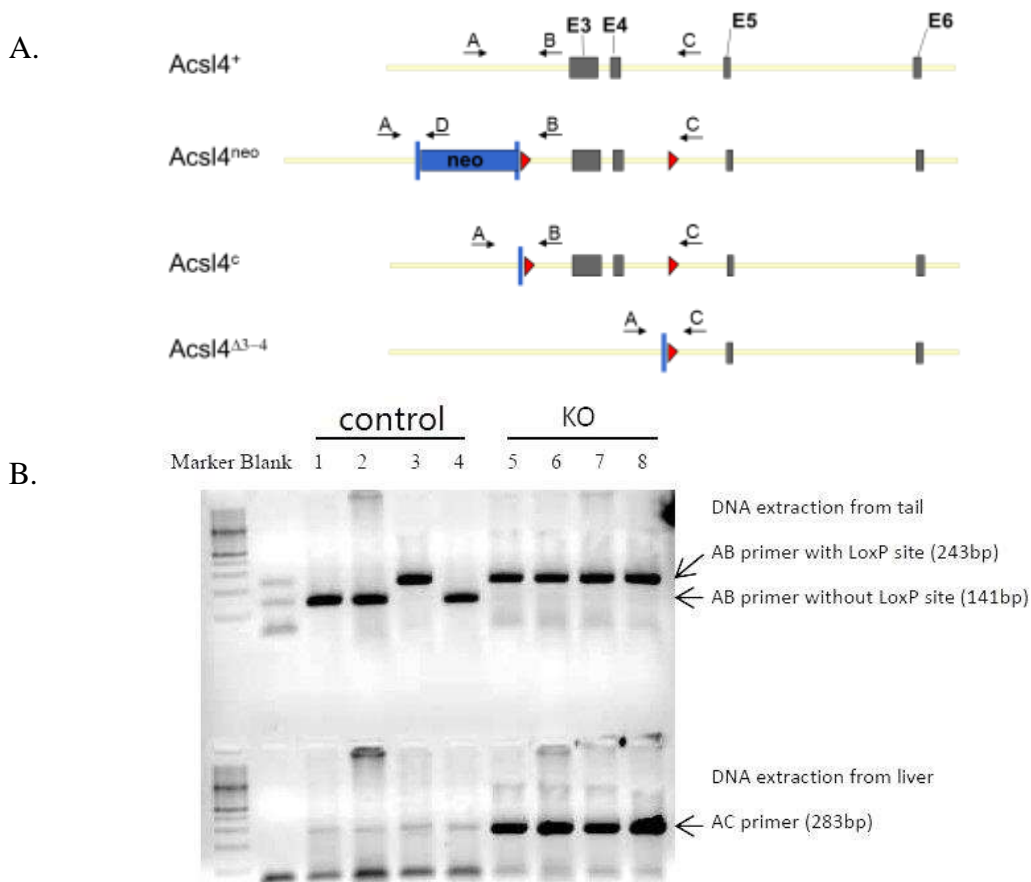 A.
E3 E4 E5 E6
A B C
Acsl4⁺
A D B C
Acsl4ⁿᵉᵒ
neo
A B C
Acsl4ᶜ
A C
Acsl4^Δ3–4
control KO
Marker Blank 1 2 3 4 5 6 7 8
B.
DNA extraction from tail
AB primer with LoxP site (243bp)
AB primer without LoxP site (141bp)
DNA extraction from liver
AC primer (283bp)